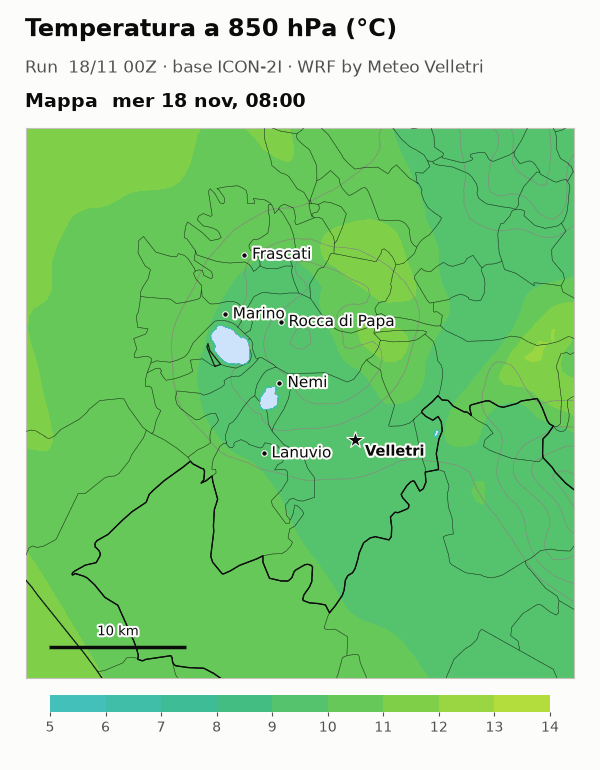 Temperatura a 850 hPa (°C)
Run  18/11 00Z · base ICON-2I · WRF by Meteo Velletri
Mappa  mer 18 nov, 08:00
Frascati
Marino
Rocca di Papa
Nemi
Velletri
Lanuvio
10 km
5 6 7 8 9 10 11 12 13 14